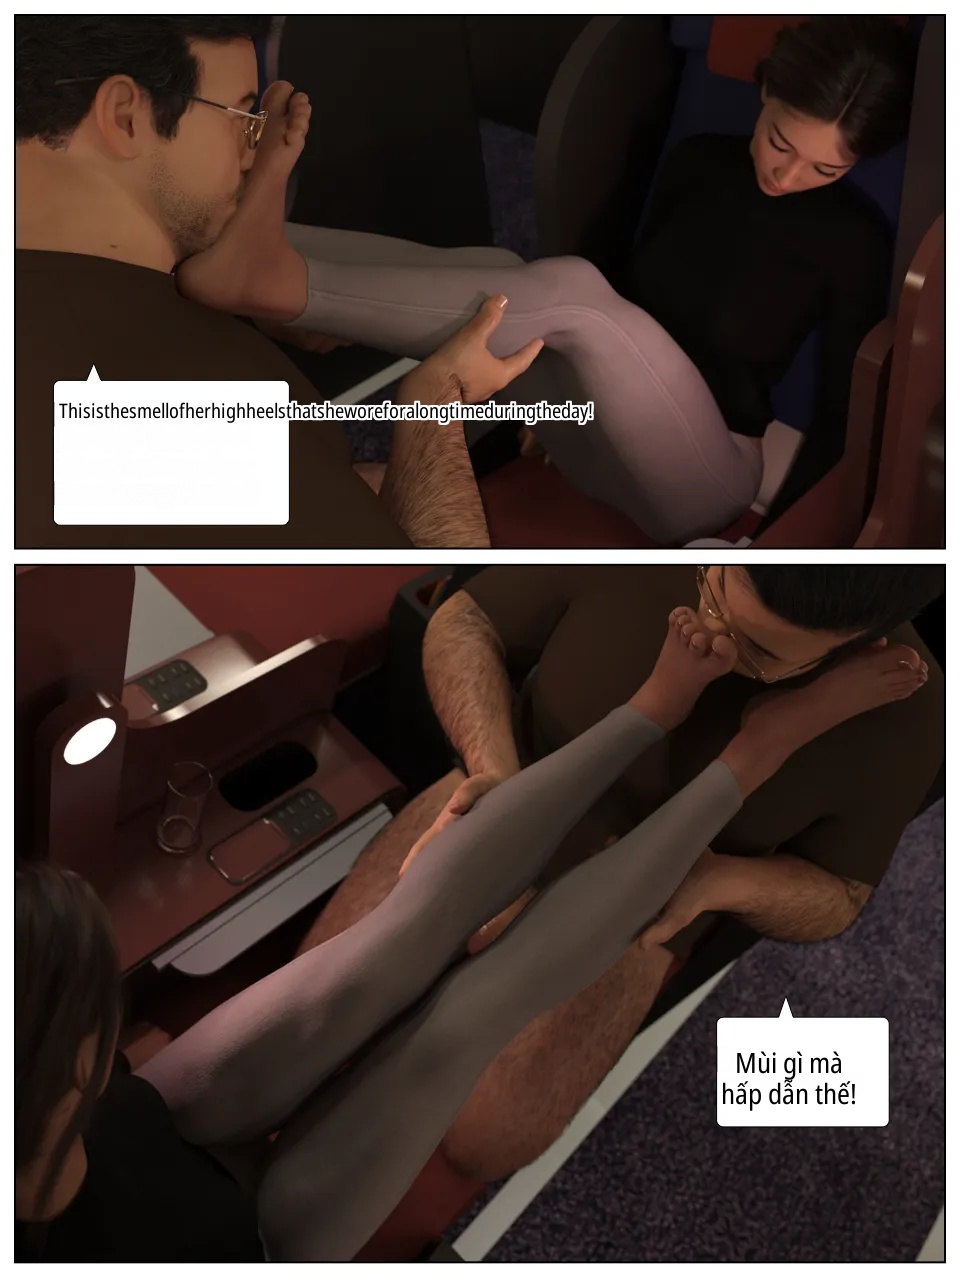 Thisisthesmellofherhighheelsthatsheworeforalongtimeduringtheday!
Mùi gì mà
hấp dẫn thế!